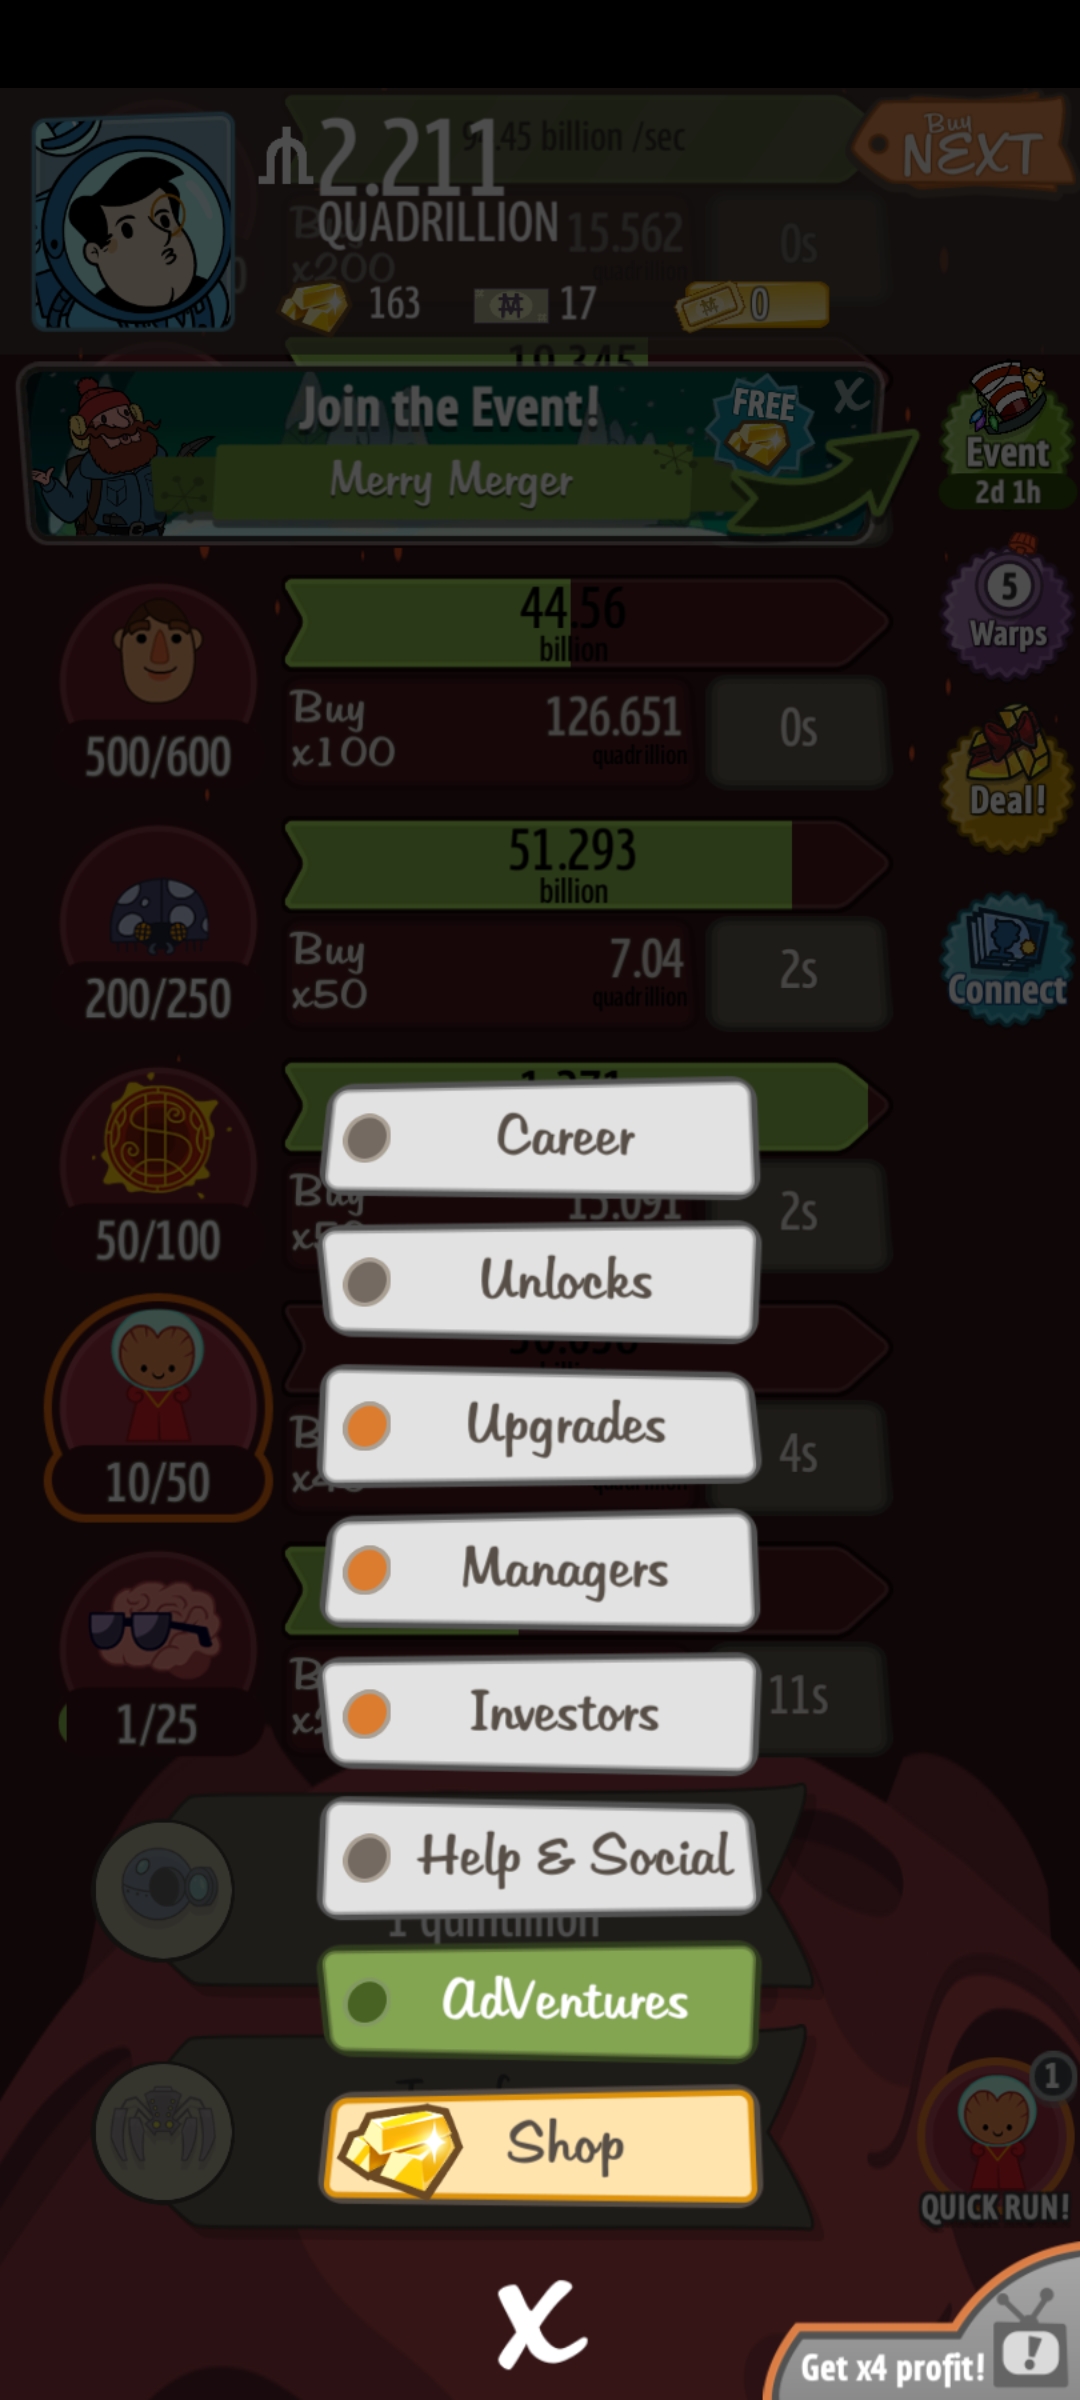 2.211
QUADRILLION
.45 billion /sec
Buy
NEXT
x200
15.562
quadrillion
0s
163
17
0
Join the Event!
Merry Merger
FREE
x
Event
2d 1h
5
Warps
44.56
billion
500/600
Buy
x100
126.651
quadrillion
0s
Deal!
51.293
billion
200/250
Buy
x50
7.04
quadrillion
2s
Connect
Career
50/100
Buy
15.091
2s
Unlocks
10/50
4s
Upgrades
Managers
1/25
11s
Investors
Help & Social
1 quintillion
AdVentures
Shop
1
QUICK RUN!
X
Get x4 profit!